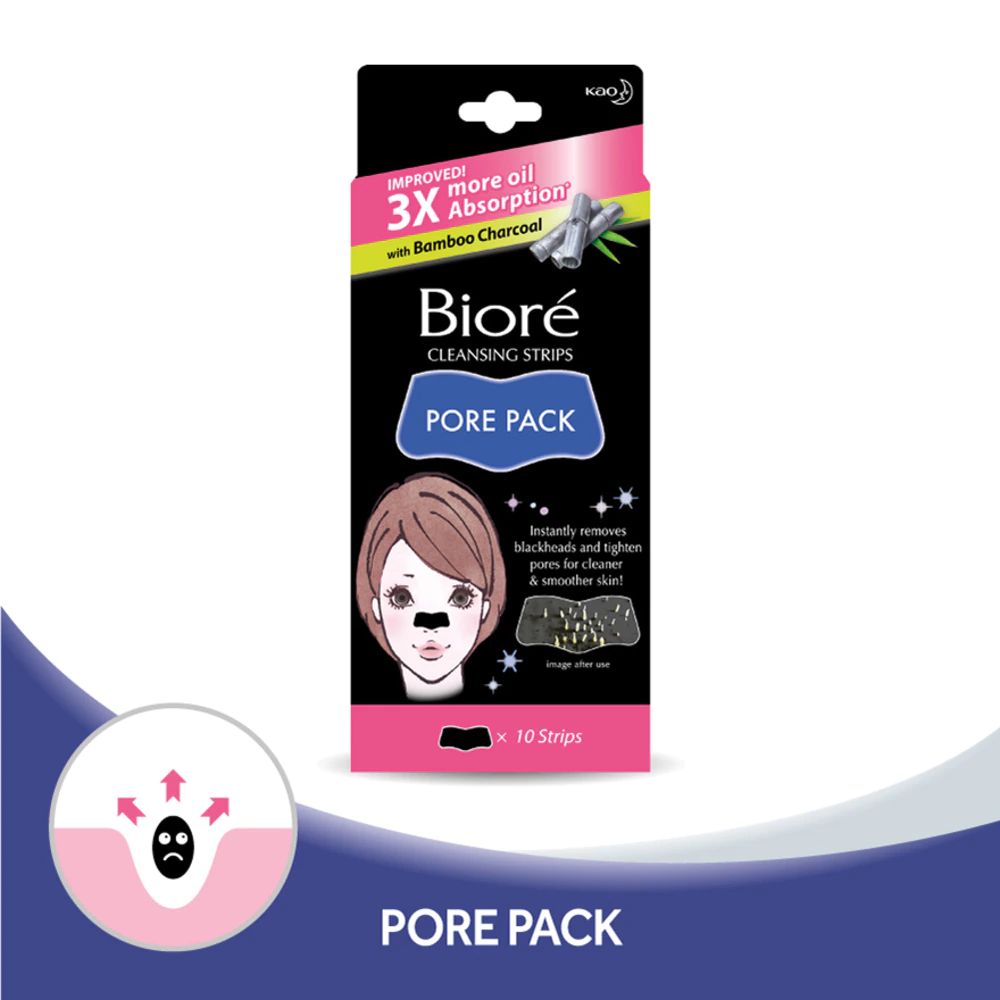 Kao
IMPROVED!
3X more oil
Absorption*
with Bamboo Charcoal
Bioré
CLEANSING STRIPS
PORE PACK
Instantly removes
blackheads and tighten
pores for cleaner
& smoother skin!
image after use
× 10 Strips
PORE PACK